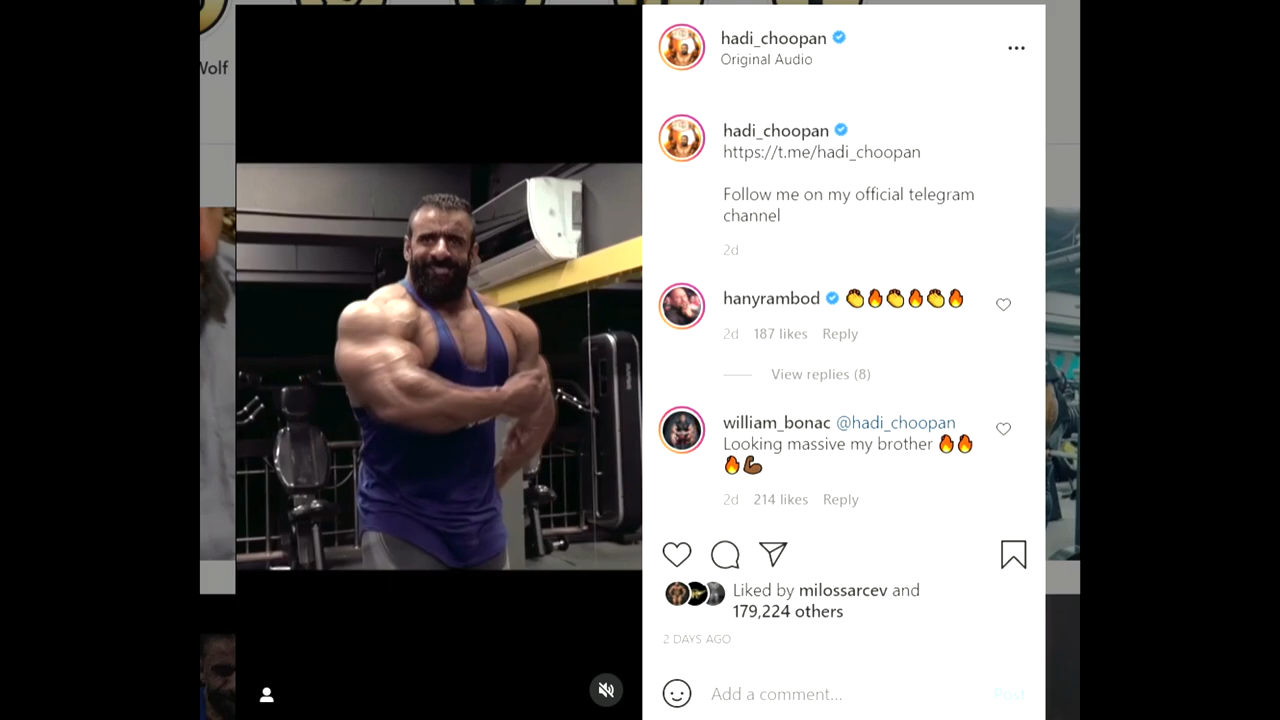 Wolf
hadi_choopan
Original Audio
hadi_choopan
https://t.me/hadi_choopan
Follow me on my official telegram
channel
2d
hanyrambod 👏🔥👏🔥👏🔥
2d 187 likes Reply
View replies (8)
william_bonac @hadi_choopan
Looking massive my brother 🔥🔥
🔥💪🏾
2d 214 likes Reply
Liked by milossarcev and
179,224 others
2 DAYS AGO
Add a comment... Post